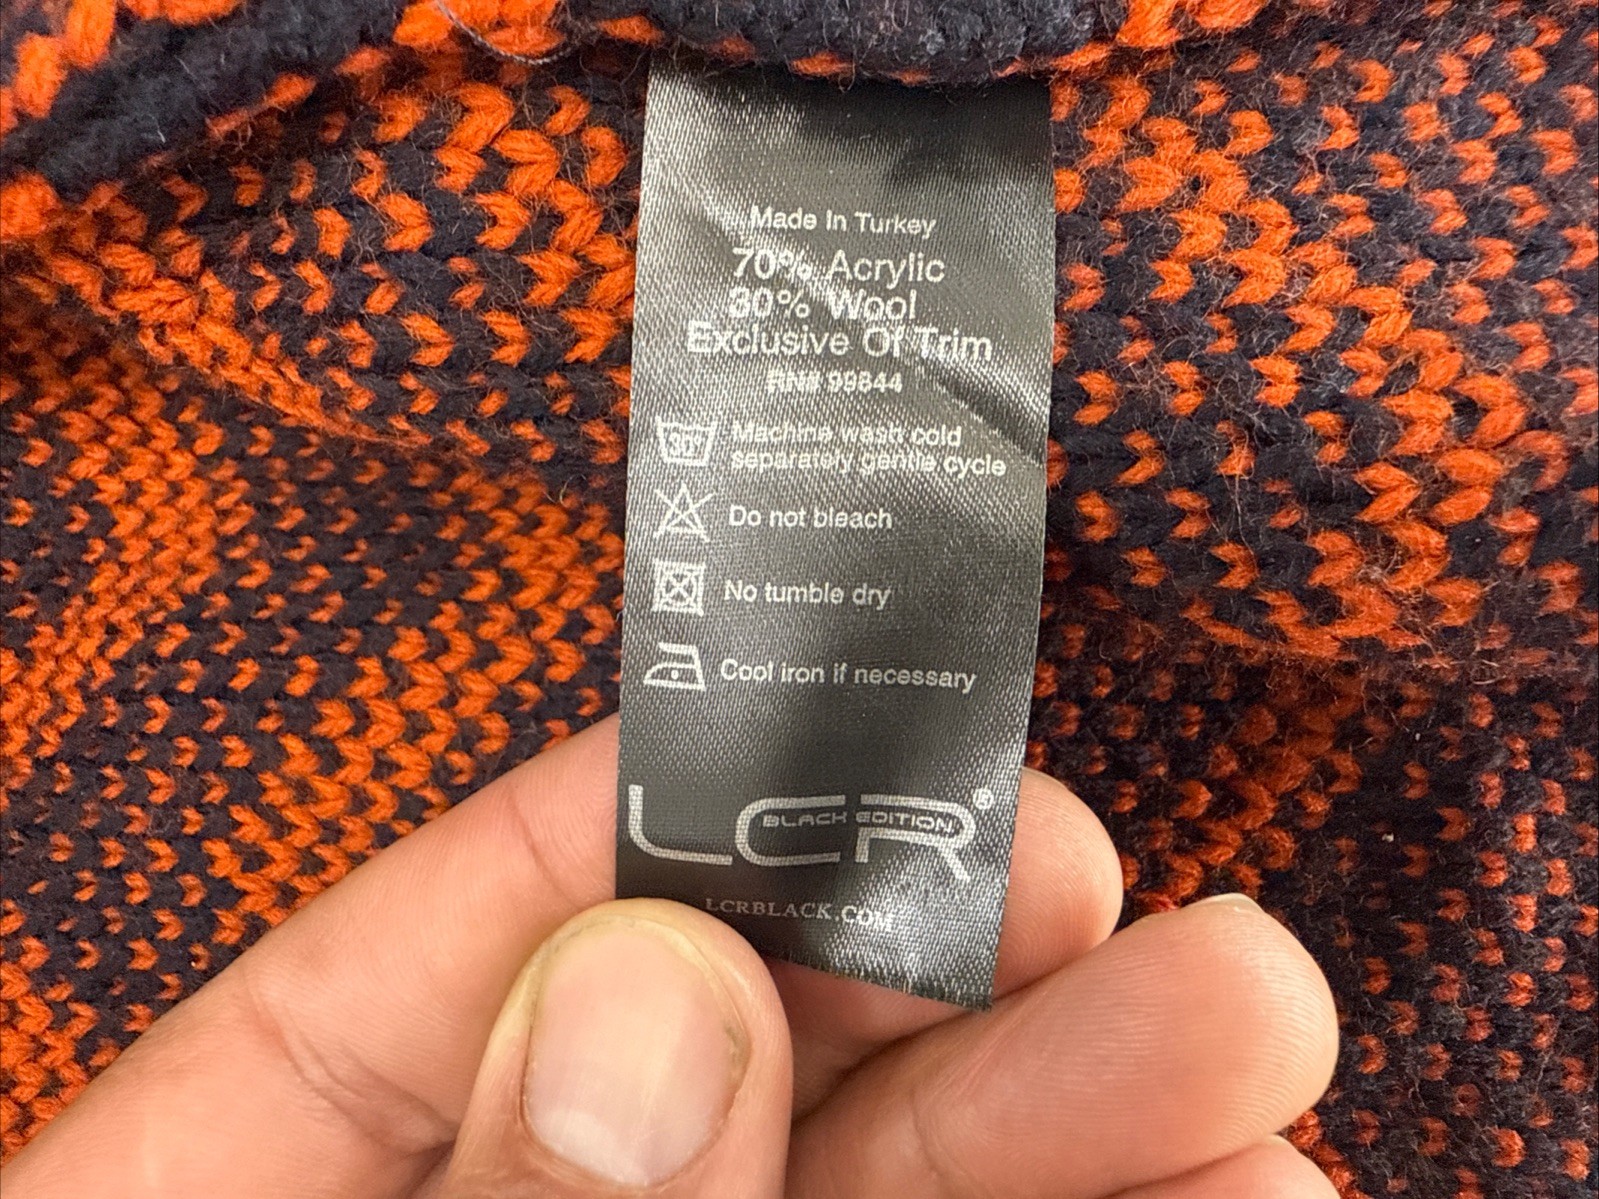 Made In Turkey
70% Acrylic
30% Wool
Exclusive Of Trim
RN# 99844
30°
Machine wash cold
separately gentle cycle
Do not bleach
No tumble dry
Cool iron if necessary
LCR®
BLACK EDITION
LCRBLACK.COM